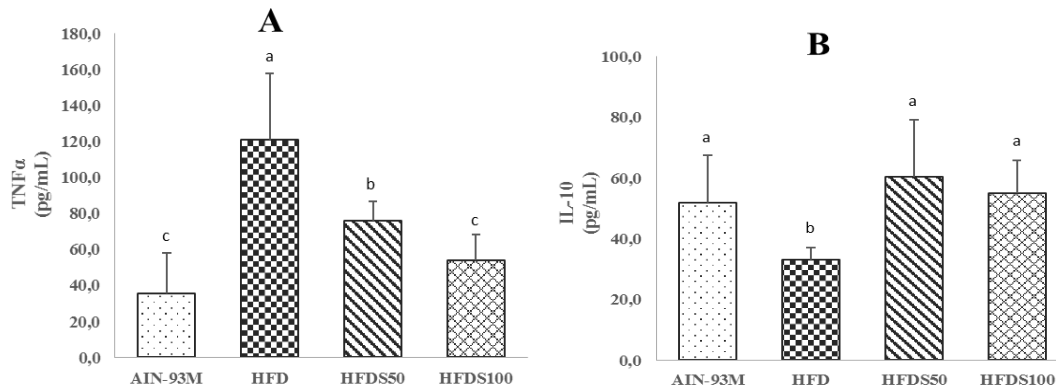 A
TNFα
(pg/mL)
180,0
160,0
140,0
120,0
100,0
80,0
60,0
40,0
20,0
0,0
c
a
b
c
AIN-93M HFD HFDS50 HFDS100
B
IL-10
(pg/mL)
100,0
80,0
60,0
40,0
20,0
0,0
a
b
a
a
AIN-93M HFD HFDS50 HFDS100